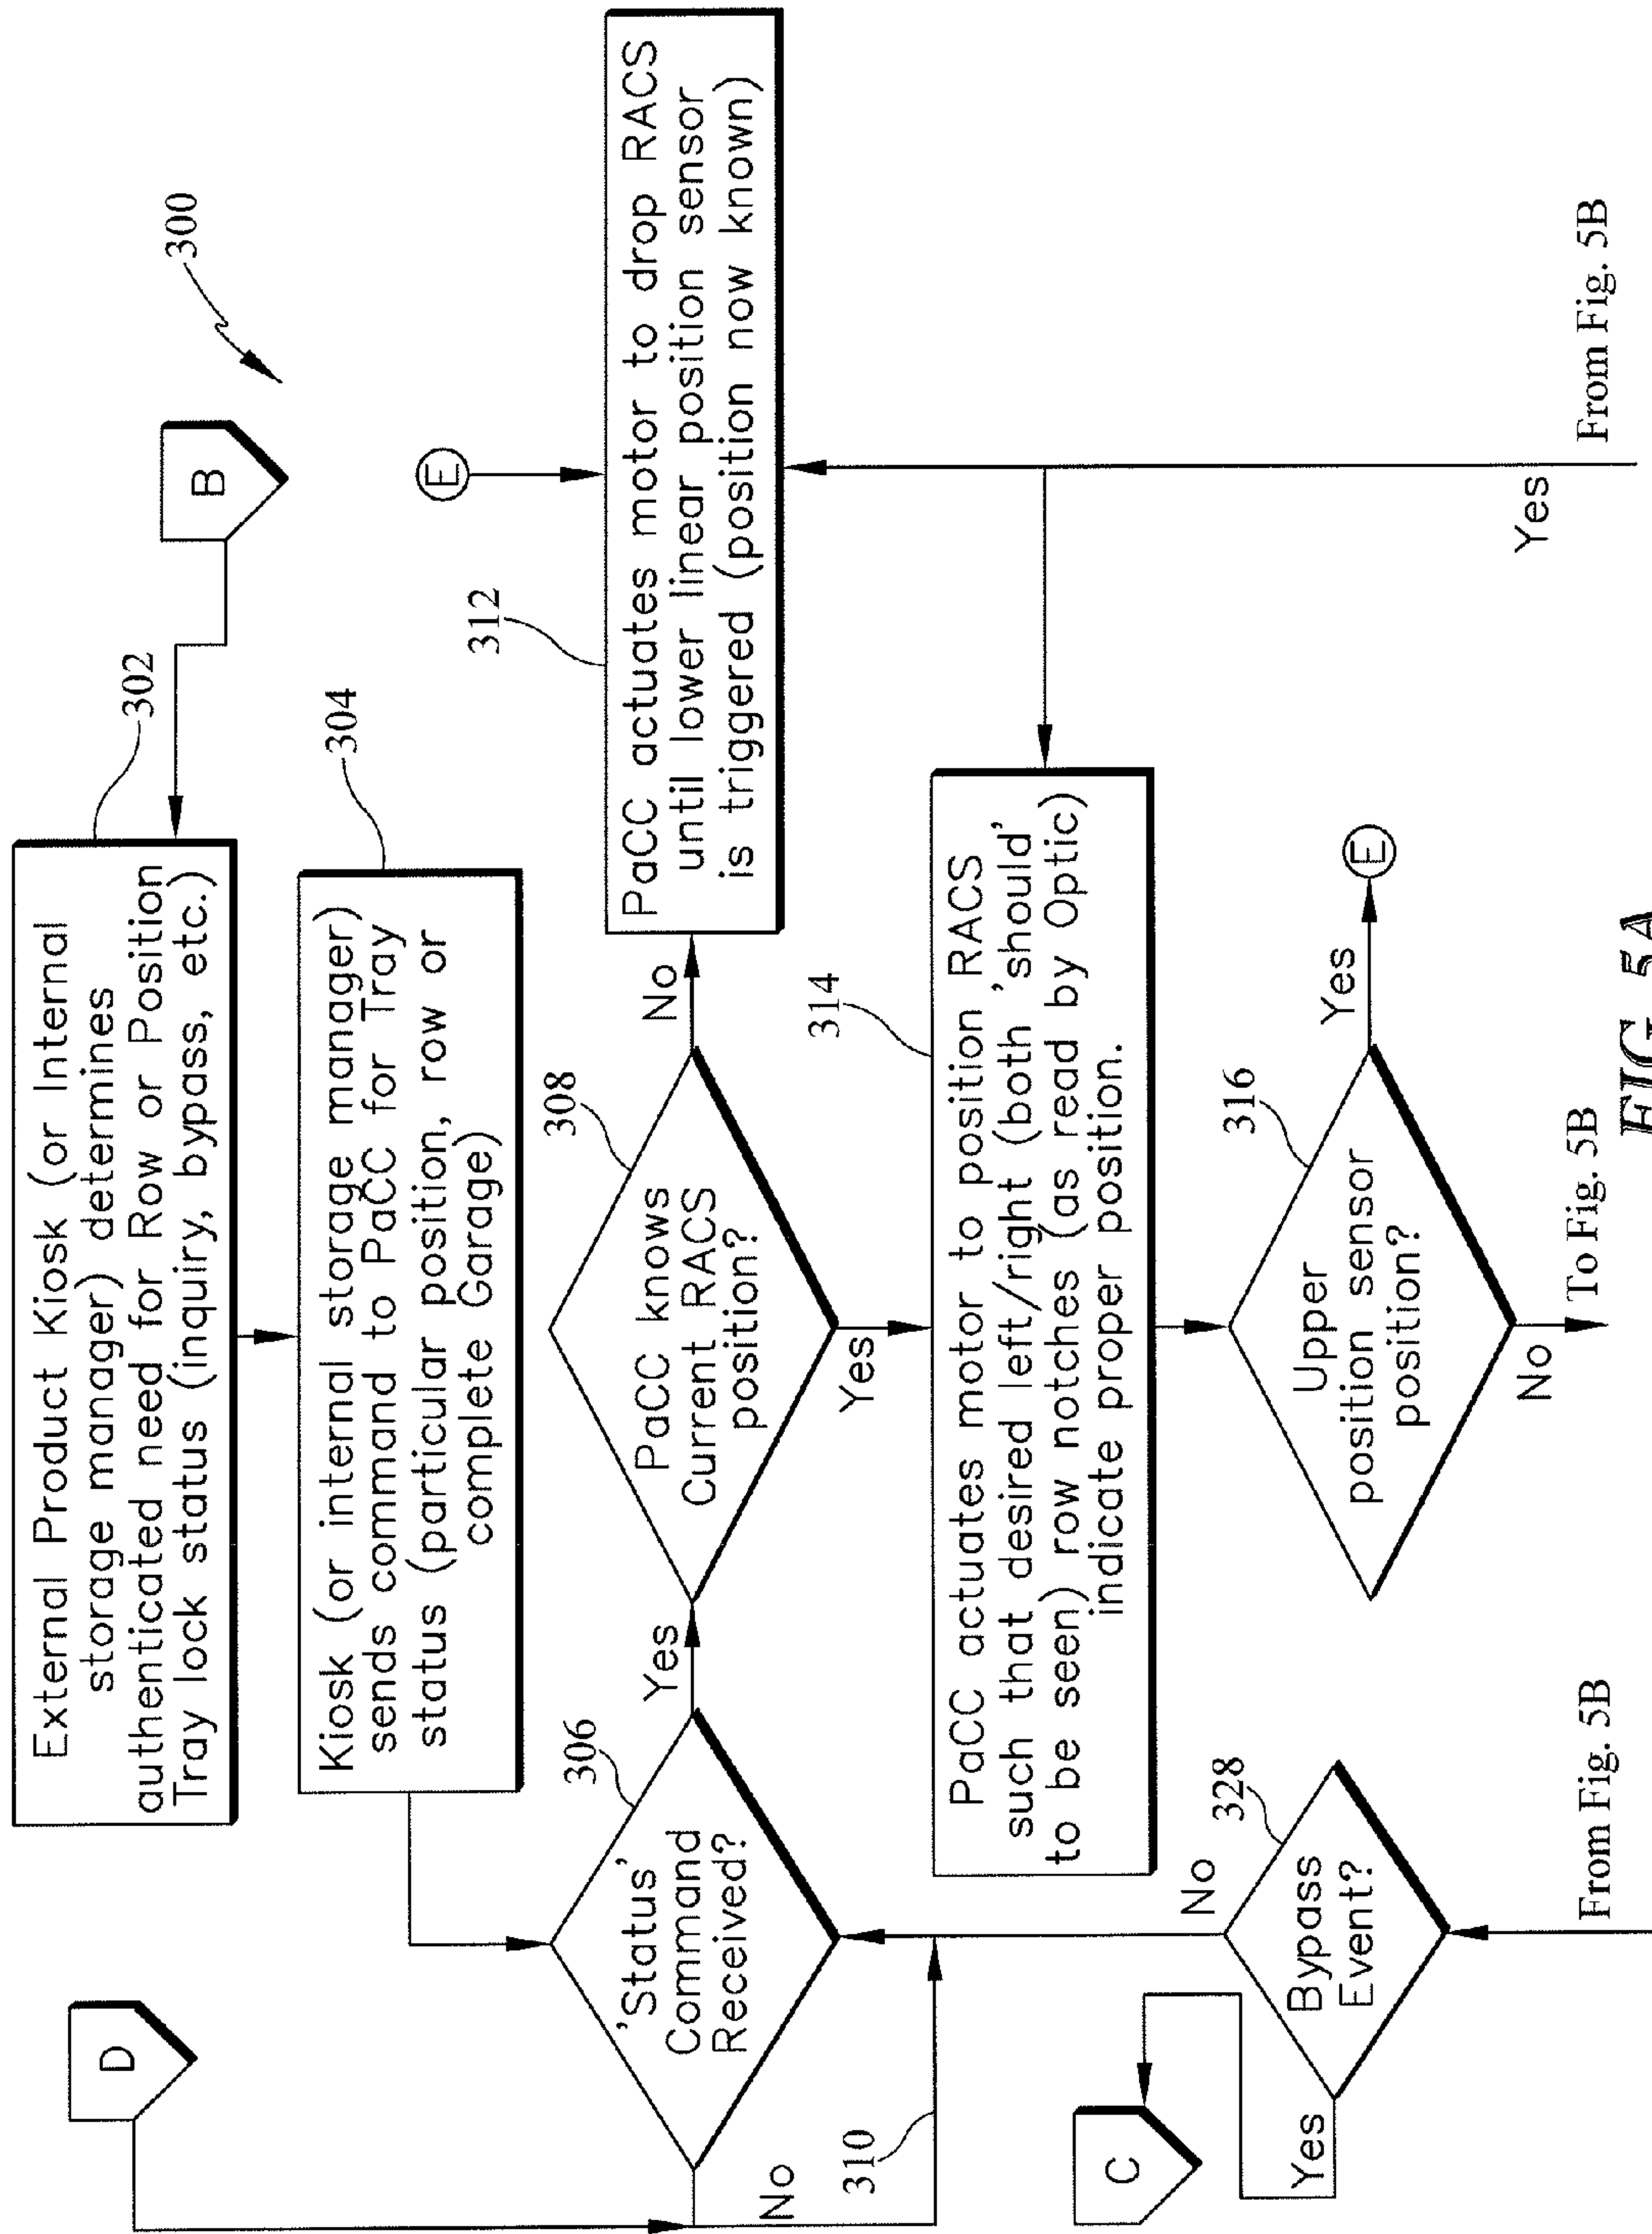 300
D
B
External Product Kiosk (or Internal
storage manager) determines
authenticated need for Row or Position
Tray lock status (inquiry, bypass, etc.)
302
Kiosk (or internal storage manager)
sends command to PaCC for Tray
status (particular position, row or
complete Garage)
304
'Status'
Command
Received?
306
Yes
No
310
PaCC knows
Current RACS
position?
308
No
Yes
E
312
PaCC actuates motor to drop RACS
until lower linear position sensor
is triggered (position now known)
314
PaCC actuates motor to position RACS
such that desired left/right (both 'should'
to be seen) row notches (as read by Optic)
indicate proper position.
C
Yes
Bypass
Event?
328
No
From Fig. 5B
Upper
position sensor
position?
316
Yes
E
No
To Fig. 5B
Yes
From Fig. 5B
FIG. 5A